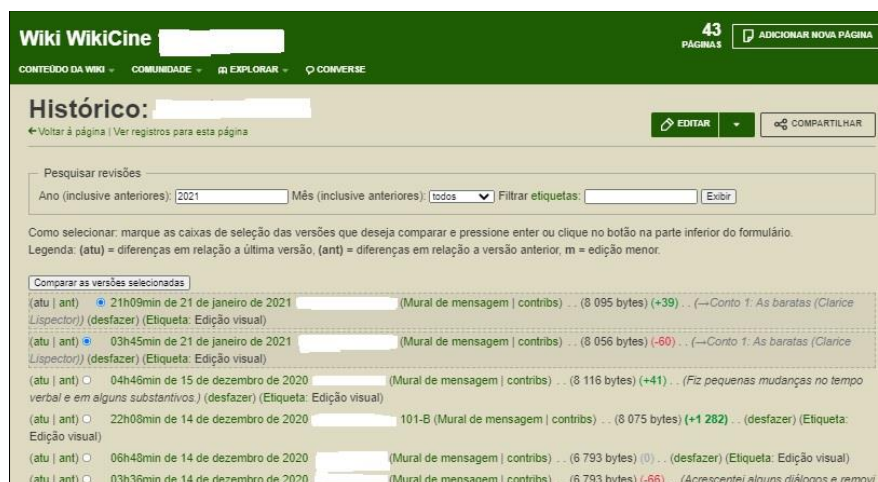 Wiki WikiCine
43
PÁGINAS
ADICIONAR NOVA PÁGINA
CONTEÚDO DA WIKI COMUNIDADE EXPLORAR CONVERSE
Histórico:
←Voltar à página | Ver registros para esta página
EDITAR
COMPARTILHAR
Pesquisar revisões
Ano (inclusive anteriores): 2021 Mês (inclusive anteriores): todos Filtrar etiquetas: Exibir
Como selecionar: marque as caixas de seleção das versões que deseja comparar e pressione enter ou clique no botão na parte inferior do formulário.
Legenda: (atu) = diferenças em relação a última versão, (ant) = diferenças em relação a versão anterior, m = edição menor.
Comparar as versões selecionadas
(atu | ant) 21h09min de 21 de janeiro de 2021 (Mural de mensagem | contribs) . . (8 095 bytes) (+39) . . (→Conto 1: As baratas (Clarice
Lispector)) (desfazer) (Etiqueta: Edição visual)
(atu | ant) 03h45min de 21 de janeiro de 2021 (Mural de mensagem | contribs) . . (8 056 bytes) (-60) . . (→Conto 1: As baratas (Clarice
Lispector)) (desfazer) (Etiqueta: Edição visual)
(atu | ant) 04h46min de 15 de dezembro de 2020 (Mural de mensagem | contribs) . . (8 116 bytes) (+41) . . (Fiz pequenas mudanças no tempo
verbal e em alguns substantivos.) (desfazer) (Etiqueta: Edição visual)
(atu | ant) 22h08min de 14 de dezembro de 2020 101-B (Mural de mensagem | contribs) . . (8 075 bytes) (+1 282) . . (desfazer) (Etiqueta:
Edição visual)
(atu | ant) 06h48min de 14 de dezembro de 2020 (Mural de mensagem | contribs) . . (6 793 bytes) (0) . . (desfazer) (Etiqueta: Edição visual)
(atu | ant) 03h36min de 14 de dezembro de 2020 (Mural de mensagem | contribs) . . (6 793 bytes) (-66) . . (Acrescentei alguns diálogos e removi